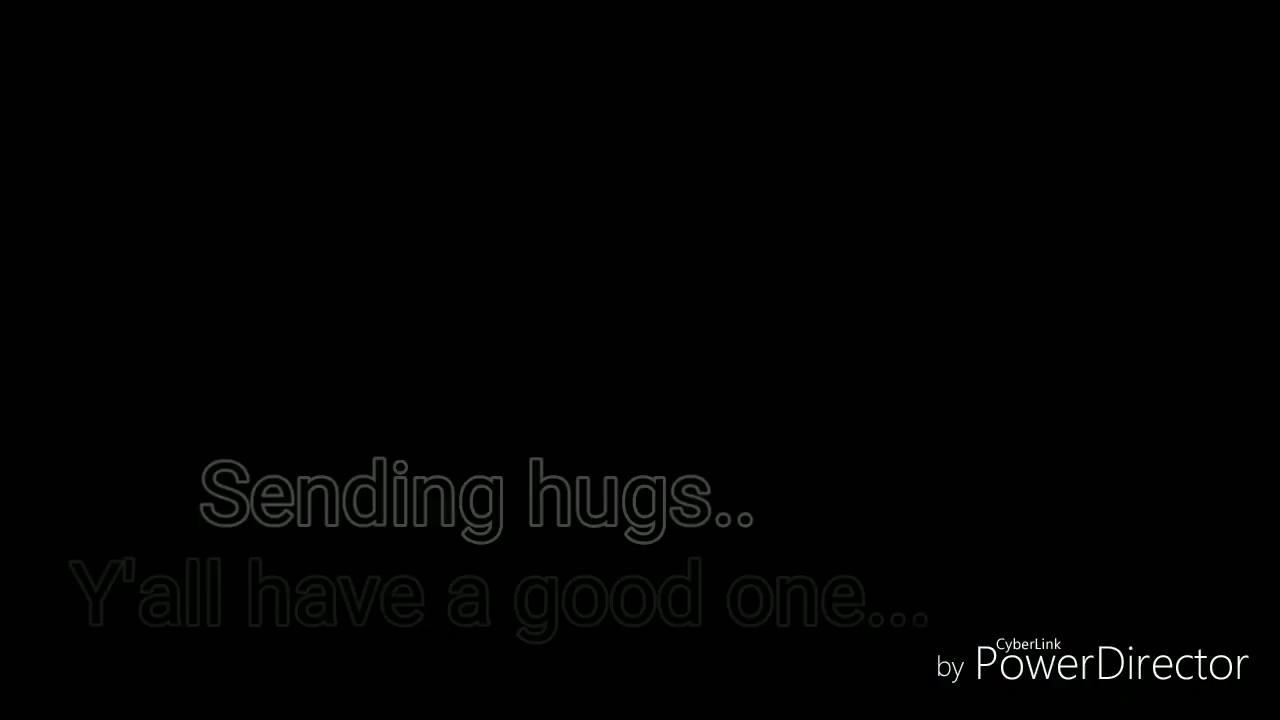 Sending hugs..
Y'all have a good one...
CyberLink
by PowerDirector